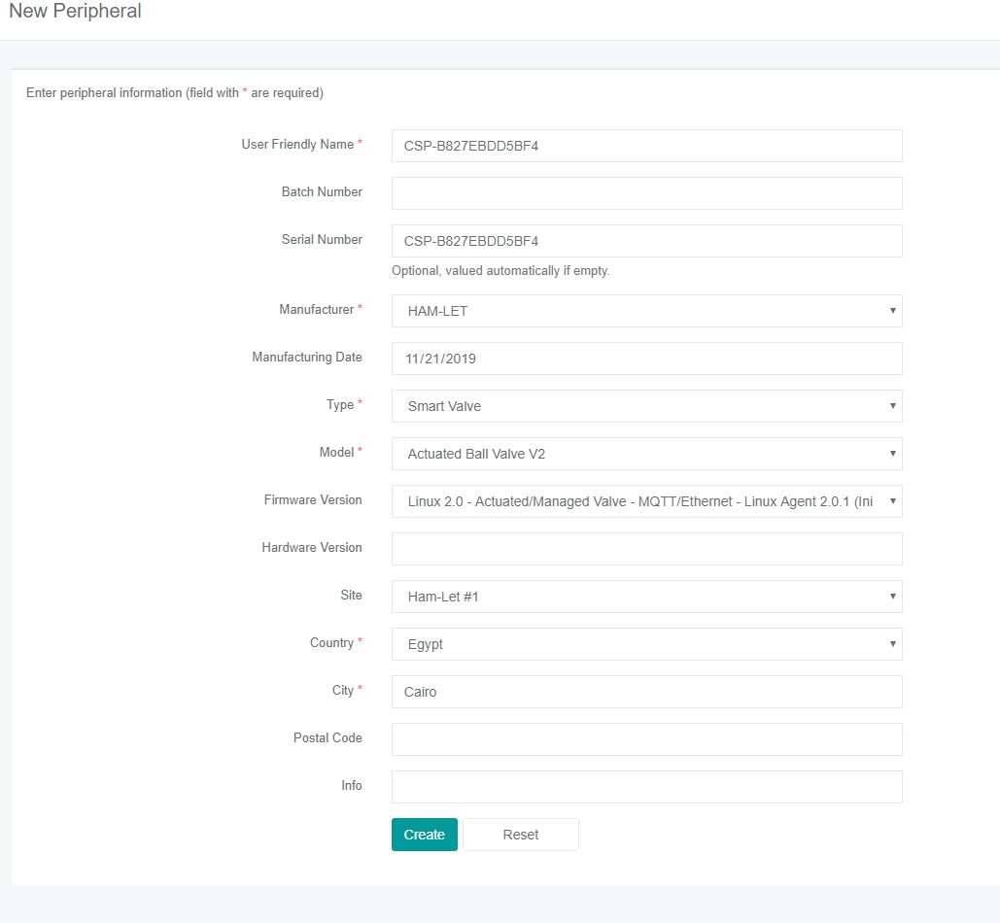 New Peripheral
Enter peripheral information (field with * are required)
User Friendly Name * CSP-B827EBDD5BF4
Batch Number
Serial Number CSP-B827EBDD5BF4
Optional, valued automatically if empty.
Manufacturer * HAM-LET
Manufacturing Date 11/21/2019
Type * Smart Valve
Model * Actuated Ball Valve V2
Firmware Version Linux 2.0 - Actuated/Managed Valve - MQTT/Ethernet - Linux Agent 2.0.1 (Ini
Hardware Version
Site Ham-Let #1
Country * Egypt
City * Cairo
Postal Code
Info
Create Reset